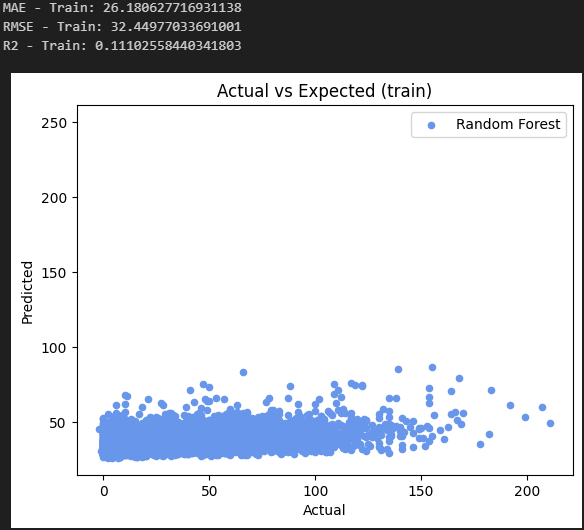 MAE - Train: 26.180627716931138
RMSE - Train: 32.44977033691001
R2 - Train: 0.11102558440341803
Actual vs Expected (train)
Random Forest
250
200
150
100
50
Predicted
0 50 100 150 200
Actual